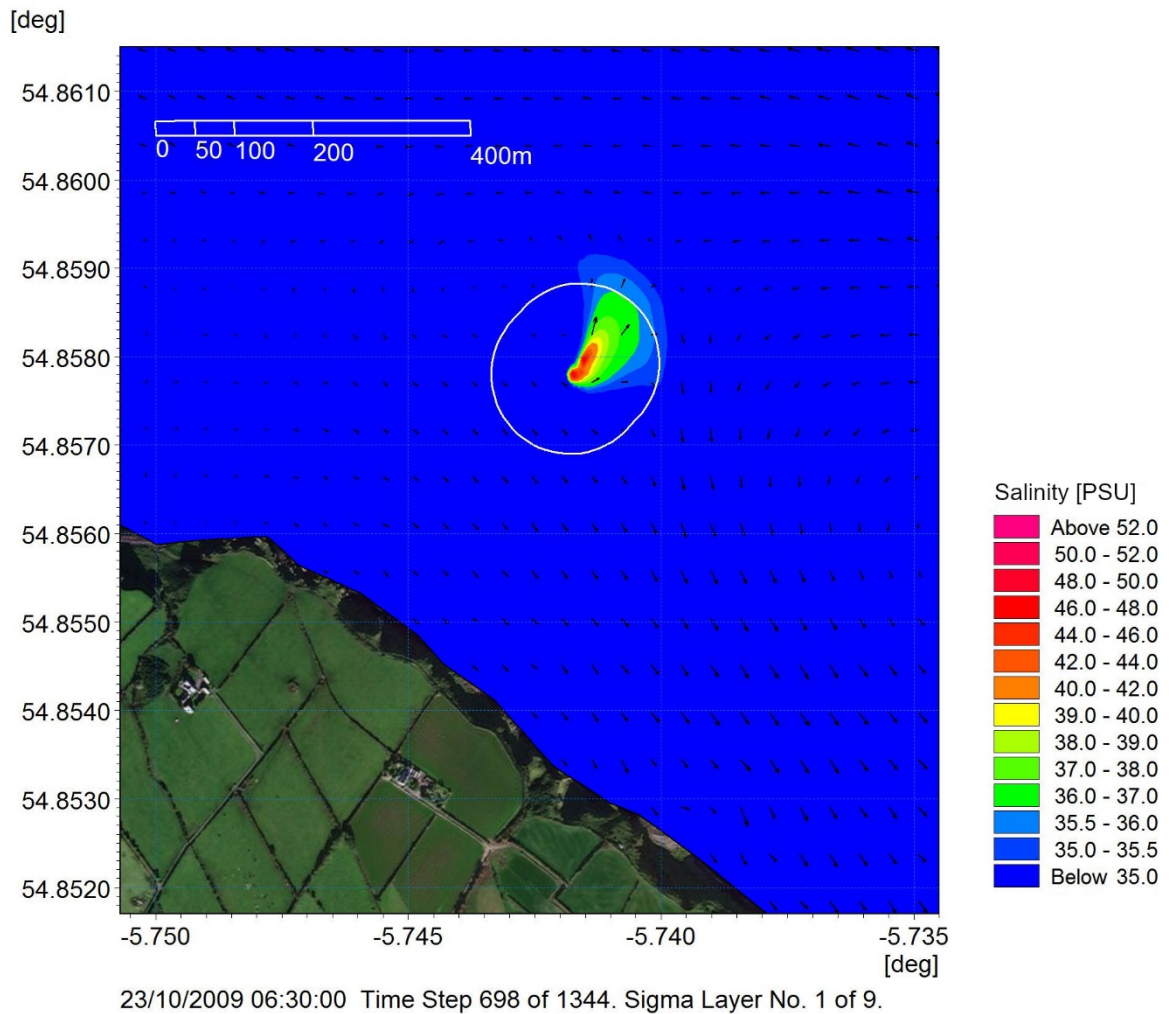 [deg]
54.8610
54.8600
54.8590
54.8580
54.8570
54.8560
54.8550
54.8540
54.8530
54.8520
0 50 100 200 400m
-5.750 -5.745 -5.740 -5.735
[deg]
23/10/2009 06:30:00 Time Step 698 of 1344. Sigma Layer No. 1 of 9.
Salinity [PSU]
Above 52.0
50.0 - 52.0
48.0 - 50.0
46.0 - 48.0
44.0 - 46.0
42.0 - 44.0
40.0 - 42.0
39.0 - 40.0
38.0 - 39.0
37.0 - 38.0
36.0 - 37.0
35.5 - 36.0
35.0 - 35.5
Below 35.0